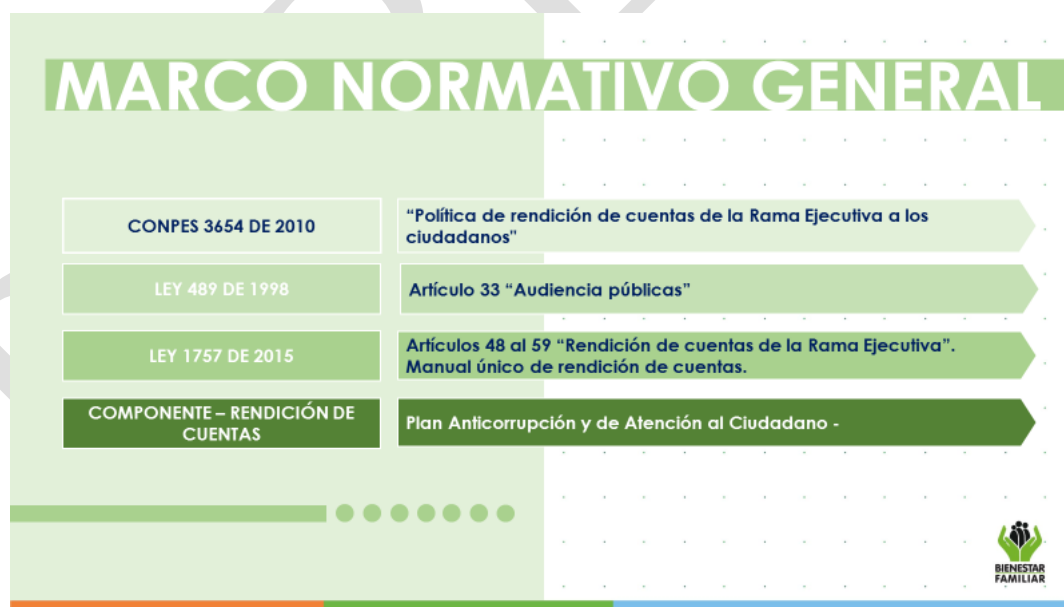 MARCO NORMATIVO GENERAL
CONPES 3654 DE 2010
“Política de rendición de cuentas de la Rama Ejecutiva a los
ciudadanos"
LEY 489 DE 1998
Artículo 33 “Audiencia públicas”
LEY 1757 DE 2015
Artículos 48 al 59 “Rendición de cuentas de la Rama Ejecutiva”.
Manual único de rendición de cuentas.
COMPONENTE – RENDICIÓN DE
CUENTAS
Plan Anticorrupción y de Atención al Ciudadano -
BIENESTAR
FAMILIAR